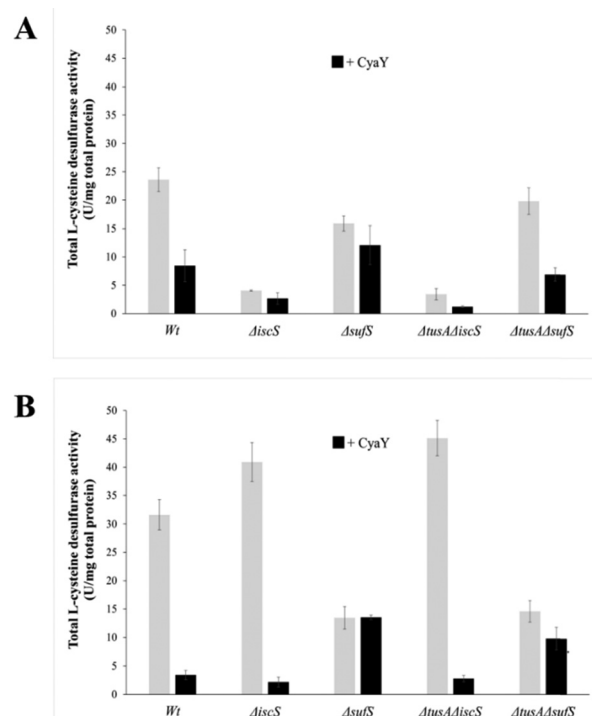 A
Total L-cysteine desulfurase activity
(U/mg total protein)
50
45
40
35
30
25
20
15
10
5
0
+ CyaY
Wt
ΔiscS
ΔsufS
ΔtusAΔiscS
ΔtusAΔsufS
B
Total L-cysteine desulfurase activity
(U/mg total protein)
50
45
40
35
30
25
20
15
10
5
0
+ CyaY
Wt
ΔiscS
ΔsufS
ΔtusAΔiscS
ΔtusAΔsufS